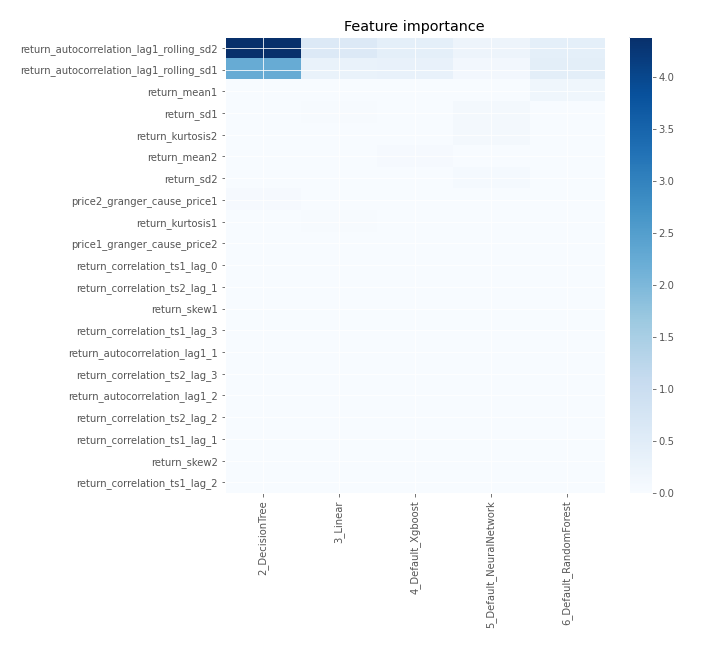 Feature importance
return_autocorrelation_lag1_rolling_sd2
return_autocorrelation_lag1_rolling_sd1
return_mean1
return_sd1
return_kurtosis2
return_mean2
return_sd2
price2_granger_cause_price1
return_kurtosis1
price1_granger_cause_price2
return_correlation_ts1_lag_0
return_correlation_ts2_lag_1
return_skew1
return_correlation_ts1_lag_3
return_autocorrelation_lag1_1
return_correlation_ts2_lag_3
return_autocorrelation_lag1_2
return_correlation_ts2_lag_2
return_correlation_ts1_lag_1
return_skew2
return_correlation_ts1_lag_2
2_DecisionTree
3_Linear
4_Default_Xgboost
5_Default_NeuralNetwork
6_Default_RandomForest
4.0
3.5
3.0
2.5
2.0
1.5
1.0
0.5
0.0